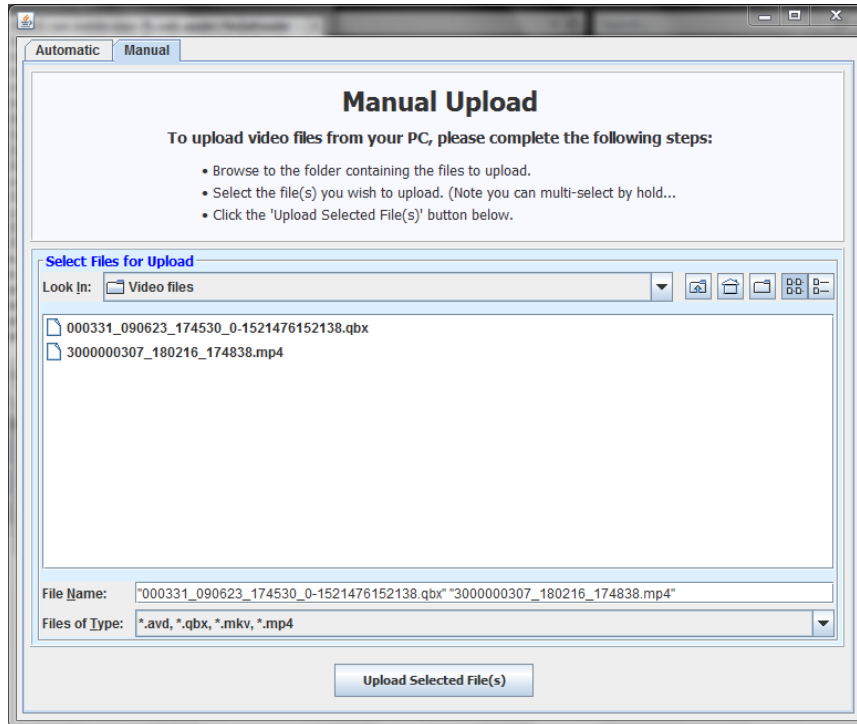 Automatic Manual
Manual Upload
To upload video files from your PC, please complete the following steps:
• Browse to the folder containing the files to upload.
• Select the file(s) you wish to upload. (Note you can multi-select by hold...
• Click the 'Upload Selected File(s)' button below.
Select Files for Upload
Look In: Video files
000331_090623_174530_0-1521476152138.qbx
3000000307_180216_174838.mp4
File Name: "000331_090623_174530_0-1521476152138.qbx" "3000000307_180216_174838.mp4"
Files of Type: *.avd, *.qbx, *.mkv, *.mp4
Upload Selected File(s)